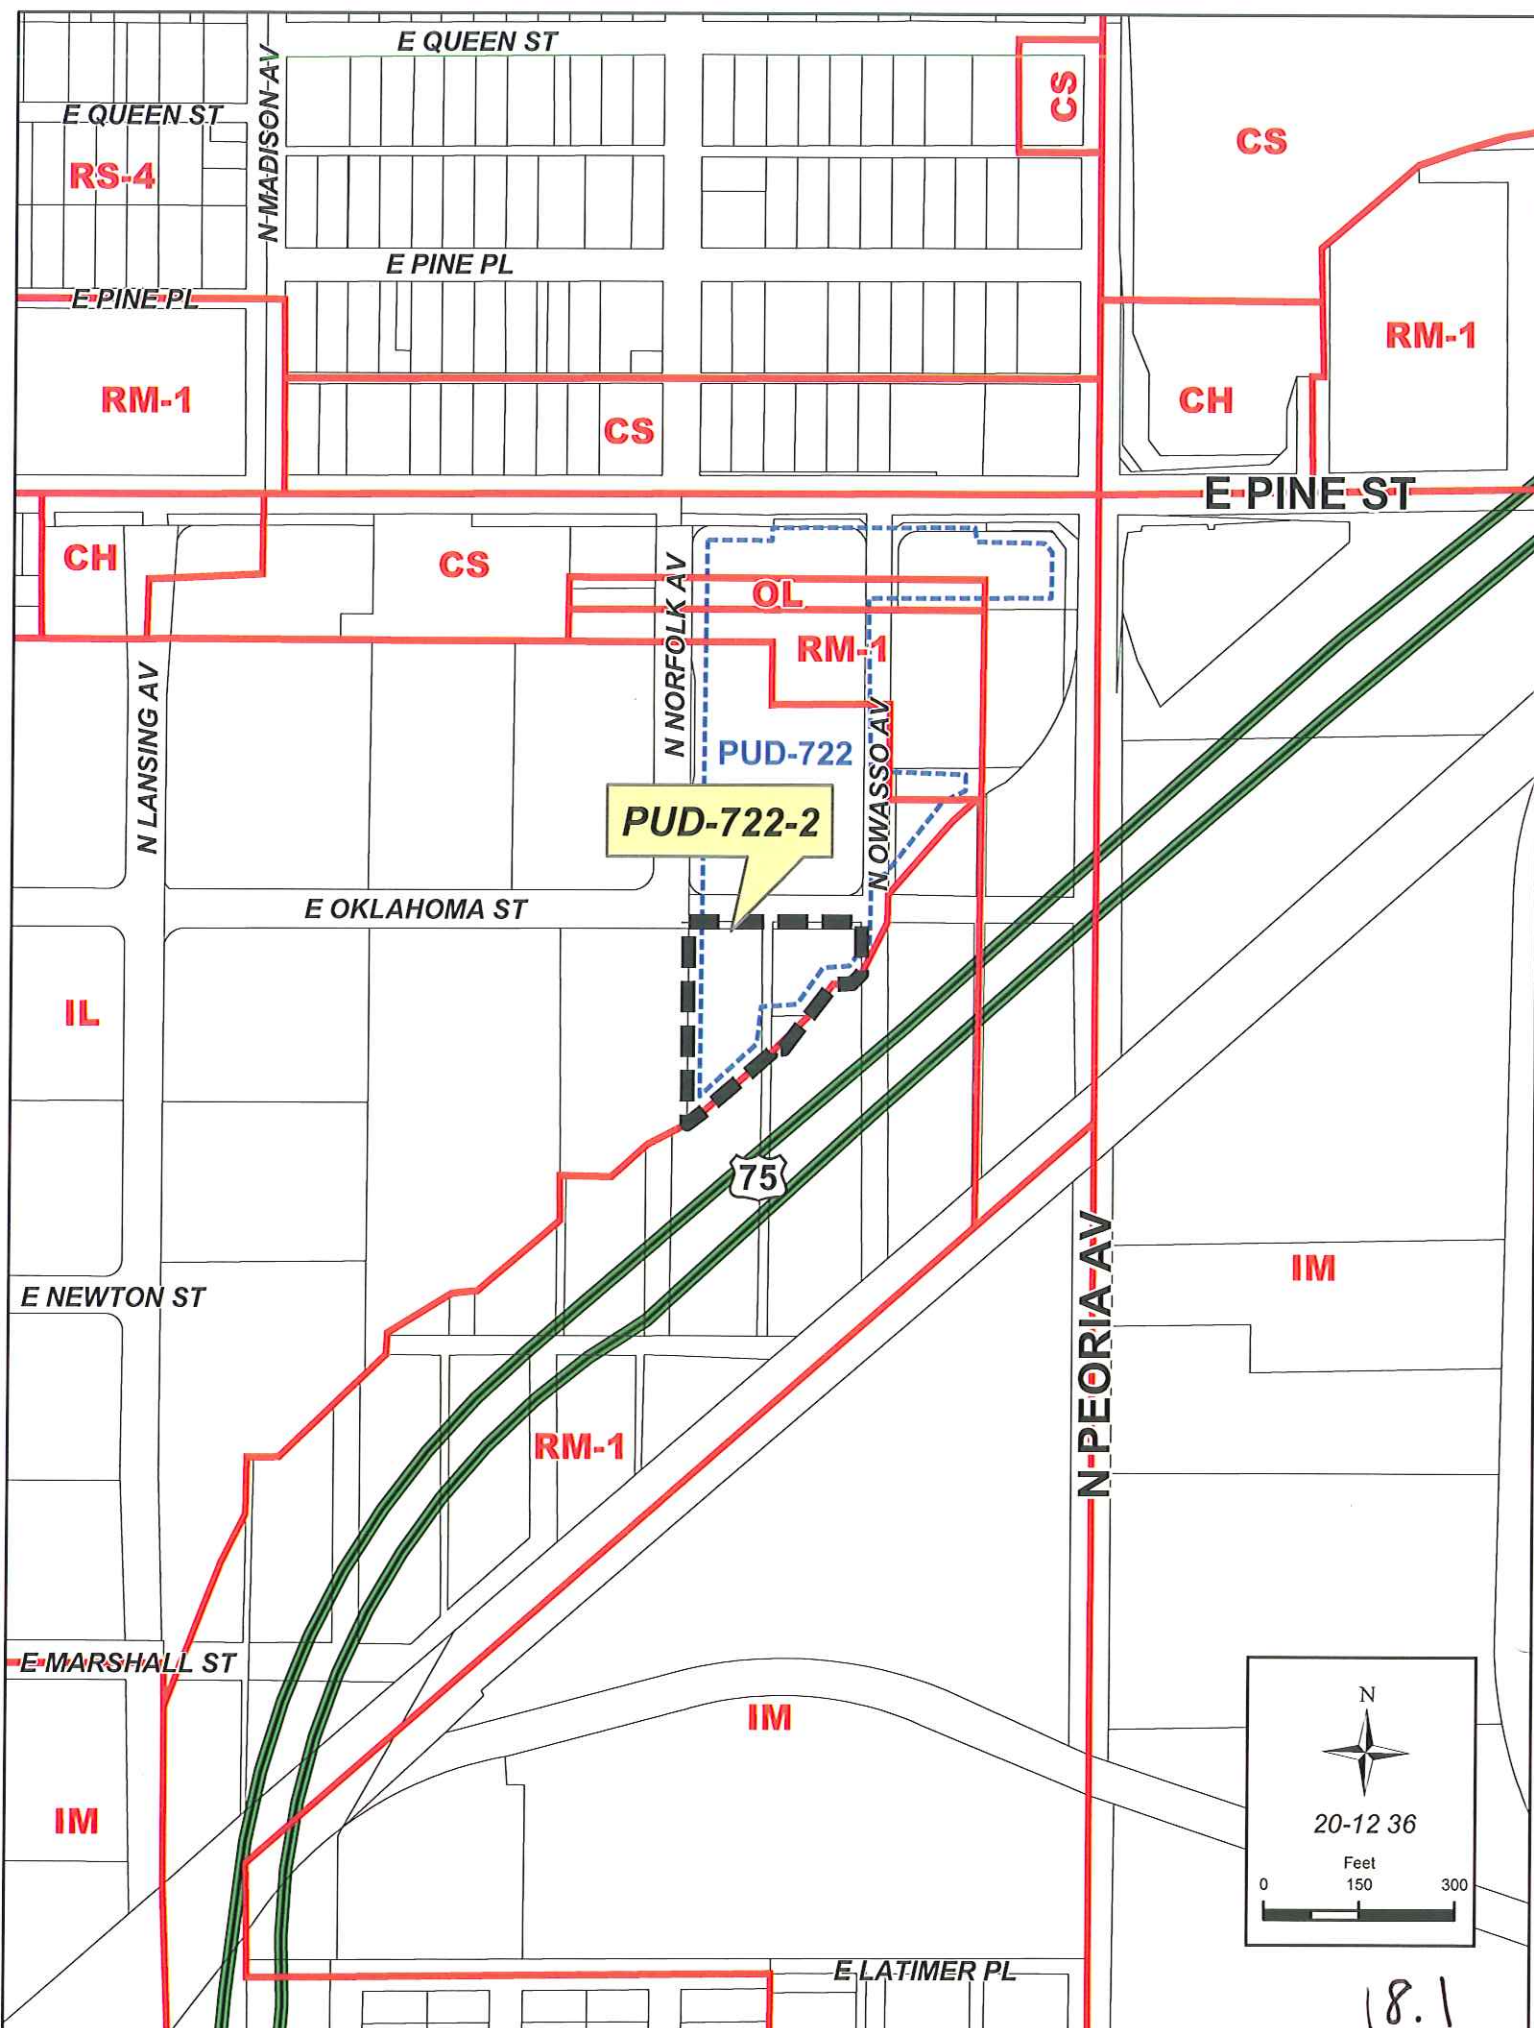 E QUEEN ST
N MADISON AV
CS
E QUEEN ST
CS
RS-4
E PINE PL
E PINE PL
RM-1
RM-1
CH
CS
E PINE ST
CH
CS
N NORFOLK AV
OL
RM-1
N LANSING AV
N OWASSO AV
PUD-722
PUD-722-2
E OKLAHOMA ST
IL
75
N PEORIA AV
IM
E NEWTON ST
RM-1
E MARSHALL ST
IM
N
IM
20-12 36
Feet
0 150 300
E LATIMER PL
18.1